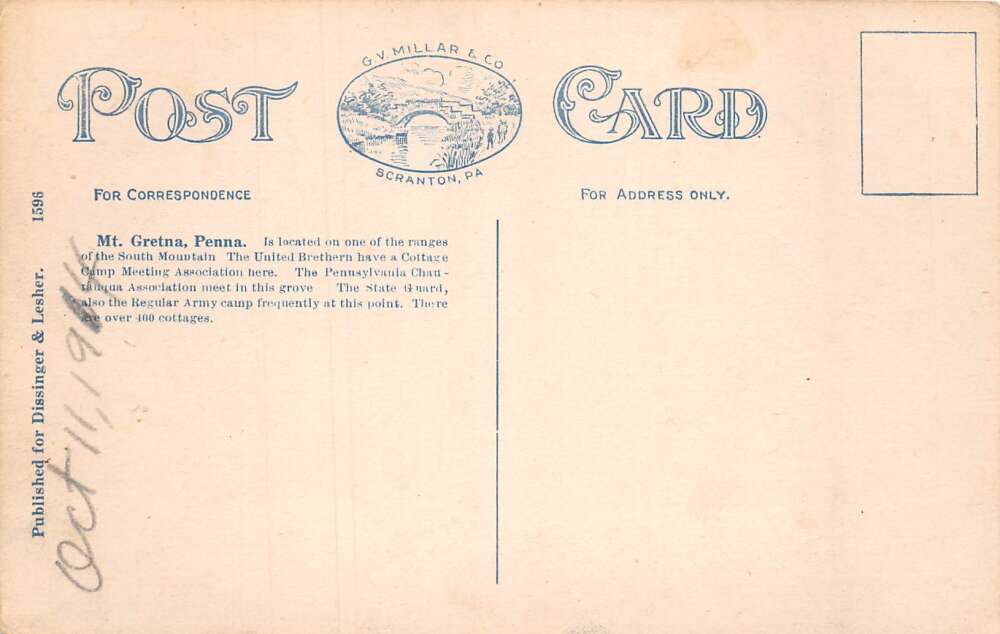 POST
G.V. MILLAR & CO
SCRANTON, PA
CARD
FOR CORRESPONDENCE
FOR ADDRESS ONLY.
Mt. Gretna, Penna. Is located on one of the ranges
of the South Mountain The United Brethern have a Cottage
Camp Meeting Association here. The Pennsylvania Chau-
tauqua Association meet in this grove The State Guard,
also the Regular Army camp frequently at this point. There
are over 400 cottages.
Published for Dissinger & Lesher. 1596
Oct 11,